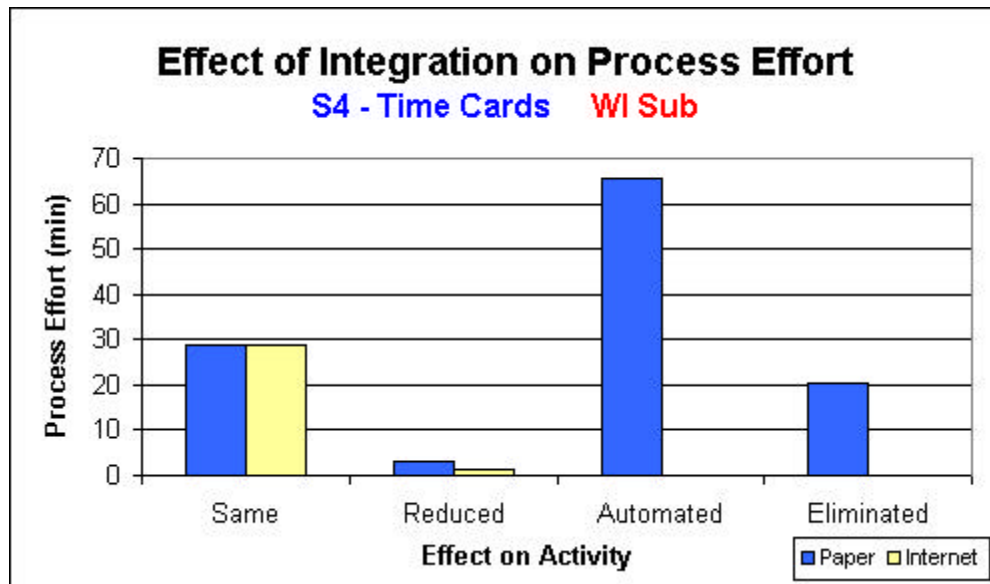 Effect of Integration on Process Effort
S4 - Time Cards WI Sub
Process Effort (min)
70
60
50
40
30
20
10
0
Same Reduced Automated Eliminated
Effect on Activity
Paper Internet